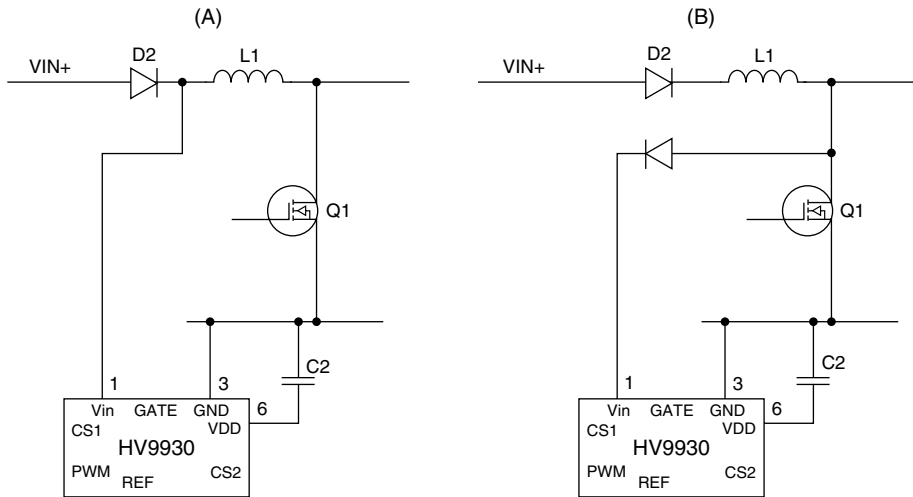 (A)
D2
L1
VIN+
Q1
C2
1
3
6
Vin
GATE
GND
CS1
VDD
HV9930
PWM
CS2
REF
(B)
D2
L1
VIN+
Q1
C2
1
3
6
Vin
GATE
GND
CS1
VDD
HV9930
PWM
CS2
REF